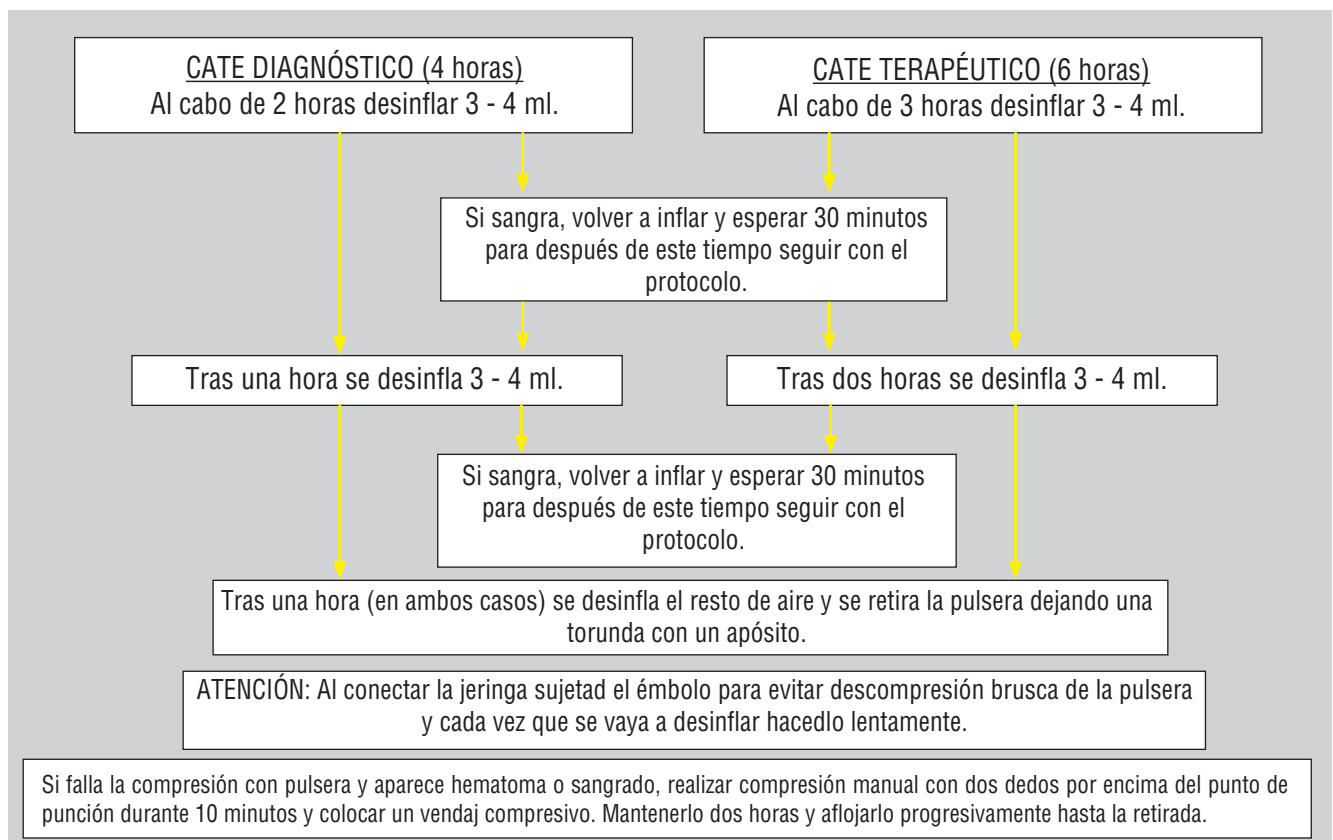 CATE DIAGNÓSTICO (4 horas)
Al cabo de 2 horas desinflar 3 - 4 ml.
CATE TERAPÉUTICO (6 horas)
Al cabo de 3 horas desinflar 3 - 4 ml.
Si sangra, volver a inflar y esperar 30 minutos
para después de este tiempo seguir con el
protocolo.
Tras una hora se desinfla 3 - 4 ml.
Tras dos horas se desinfla 3 - 4 ml.
Si sangra, volver a inflar y esperar 30 minutos
para después de este tiempo seguir con el
protocolo.
Tras una hora (en ambos casos) se desinfla el resto de aire y se retira la pulsera dejando una
torunda con un apósito.
ATENCIÓN: Al conectar la jeringa sujetad el émbolo para evitar descompresión brusca de la pulsera
y cada vez que se vaya a desinflar hacedlo lentamente.
Si falla la compresión con pulsera y aparece hematoma o sangrado, realizar compresión manual con dos dedos por encima del punto de
punción durante 10 minutos y colocar un vendaj compresivo. Mantenerlo dos horas y aflojarlo progresivamente hasta la retirada.